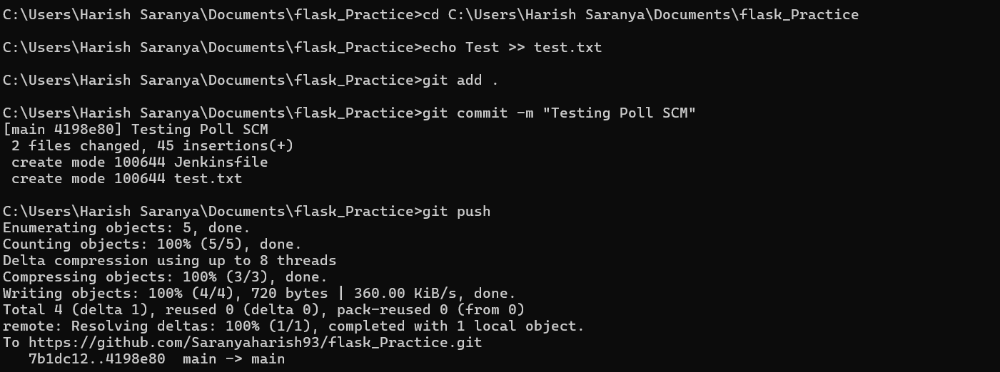 C:\Users\Harish Saranya\Documents\flask_Practice>cd C:\Users\Harish Saranya\Documents\flask_Practice
C:\Users\Harish Saranya\Documents\flask_Practice>echo Test >> test.txt
C:\Users\Harish Saranya\Documents\flask_Practice>git add .
C:\Users\Harish Saranya\Documents\flask_Practice>git commit -m "Testing Poll SCM"
[main 4198e80] Testing Poll SCM
 2 files changed, 45 insertions(+)
 create mode 100644 Jenkinsfile
 create mode 100644 test.txt
C:\Users\Harish Saranya\Documents\flask_Practice>git push
Enumerating objects: 5, done.
Counting objects: 100% (5/5), done.
Delta compression using up to 8 threads
Compressing objects: 100% (3/3), done.
Writing objects: 100% (4/4), 720 bytes | 360.00 KiB/s, done.
Total 4 (delta 1), reused 0 (delta 0), pack-reused 0 (from 0)
remote: Resolving deltas: 100% (1/1), completed with 1 local object.
To https://github.com/Saranyaharish93/flask_Practice.git
   7b1dc12..4198e80  main -> main